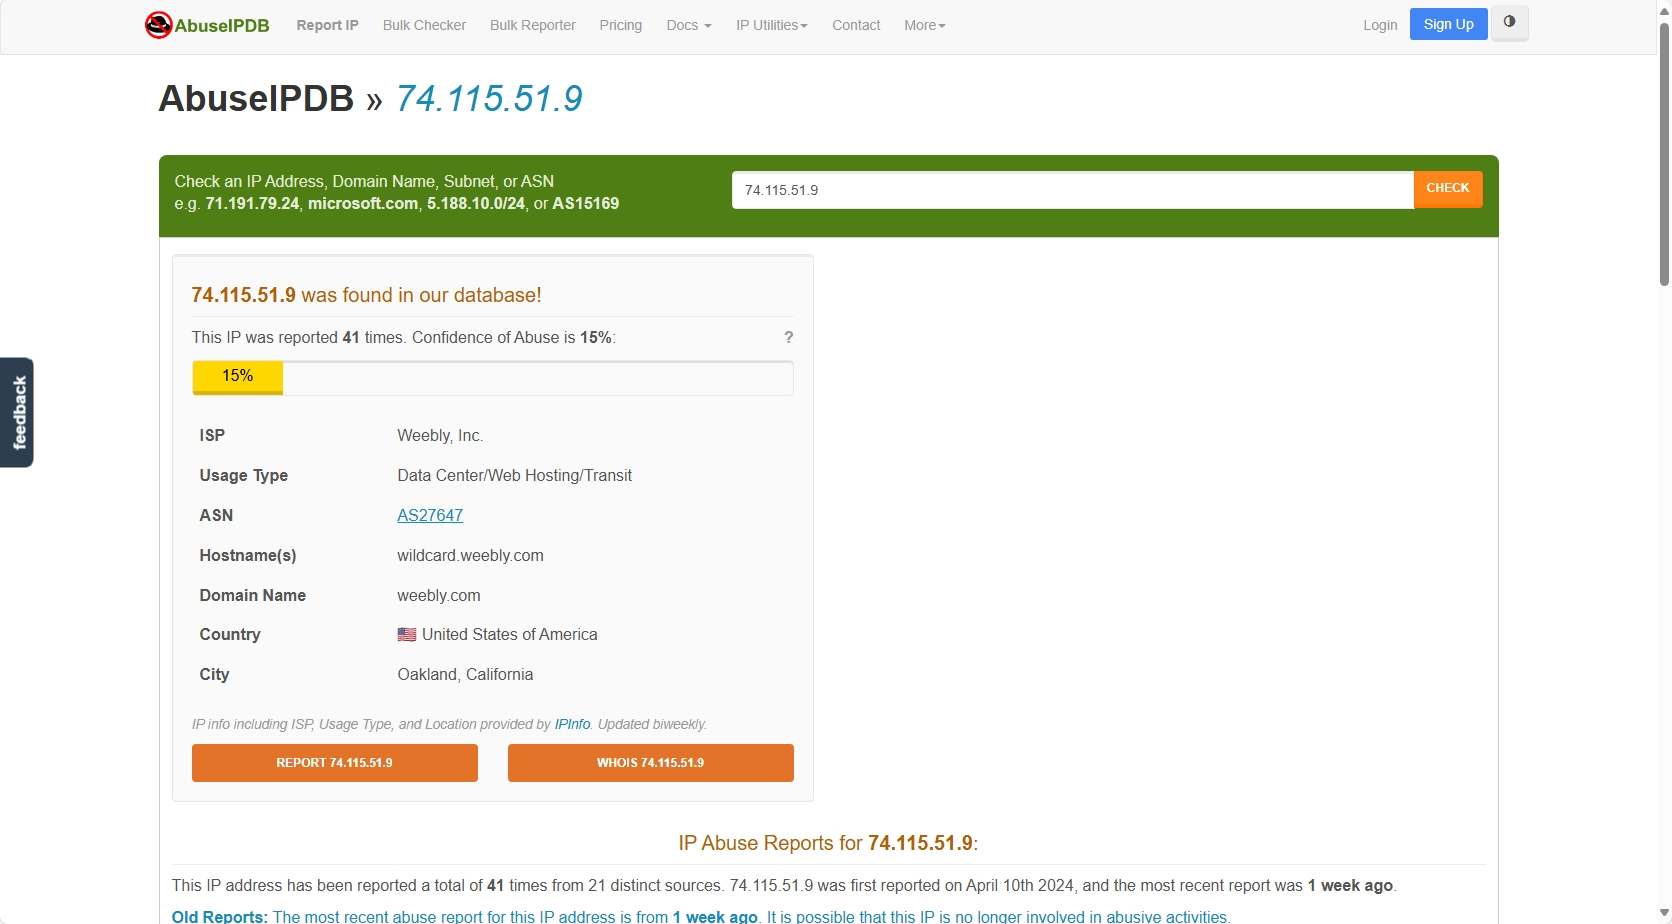 AbuseIPDB Report IP Bulk Checker Bulk Reporter Pricing Docs IP Utilities Contact More Login Sign Up
AbuseIPDB » 74.115.51.9
Check an IP Address, Domain Name, Subnet, or ASN
e.g. 71.191.79.24, microsoft.com, 5.188.10.0/24, or AS15169
74.115.51.9 CHECK
74.115.51.9 was found in our database!
This IP was reported 41 times. Confidence of Abuse is 15%: ?
15%
feedback
ISP Weebly, Inc.
Usage Type Data Center/Web Hosting/Transit
ASN AS27647
Hostname(s) wildcard.weebly.com
Domain Name weebly.com
Country United States of America
City Oakland, California
IP info including ISP, Usage Type, and Location provided by IPInfo. Updated biweekly.
REPORT 74.115.51.9 WHOIS 74.115.51.9
IP Abuse Reports for 74.115.51.9:
This IP address has been reported a total of 41 times from 21 distinct sources. 74.115.51.9 was first reported on April 10th 2024, and the most recent report was 1 week ago.
Old Reports: The most recent abuse report for this IP address is from 1 week ago. It is possible that this IP is no longer involved in abusive activities.